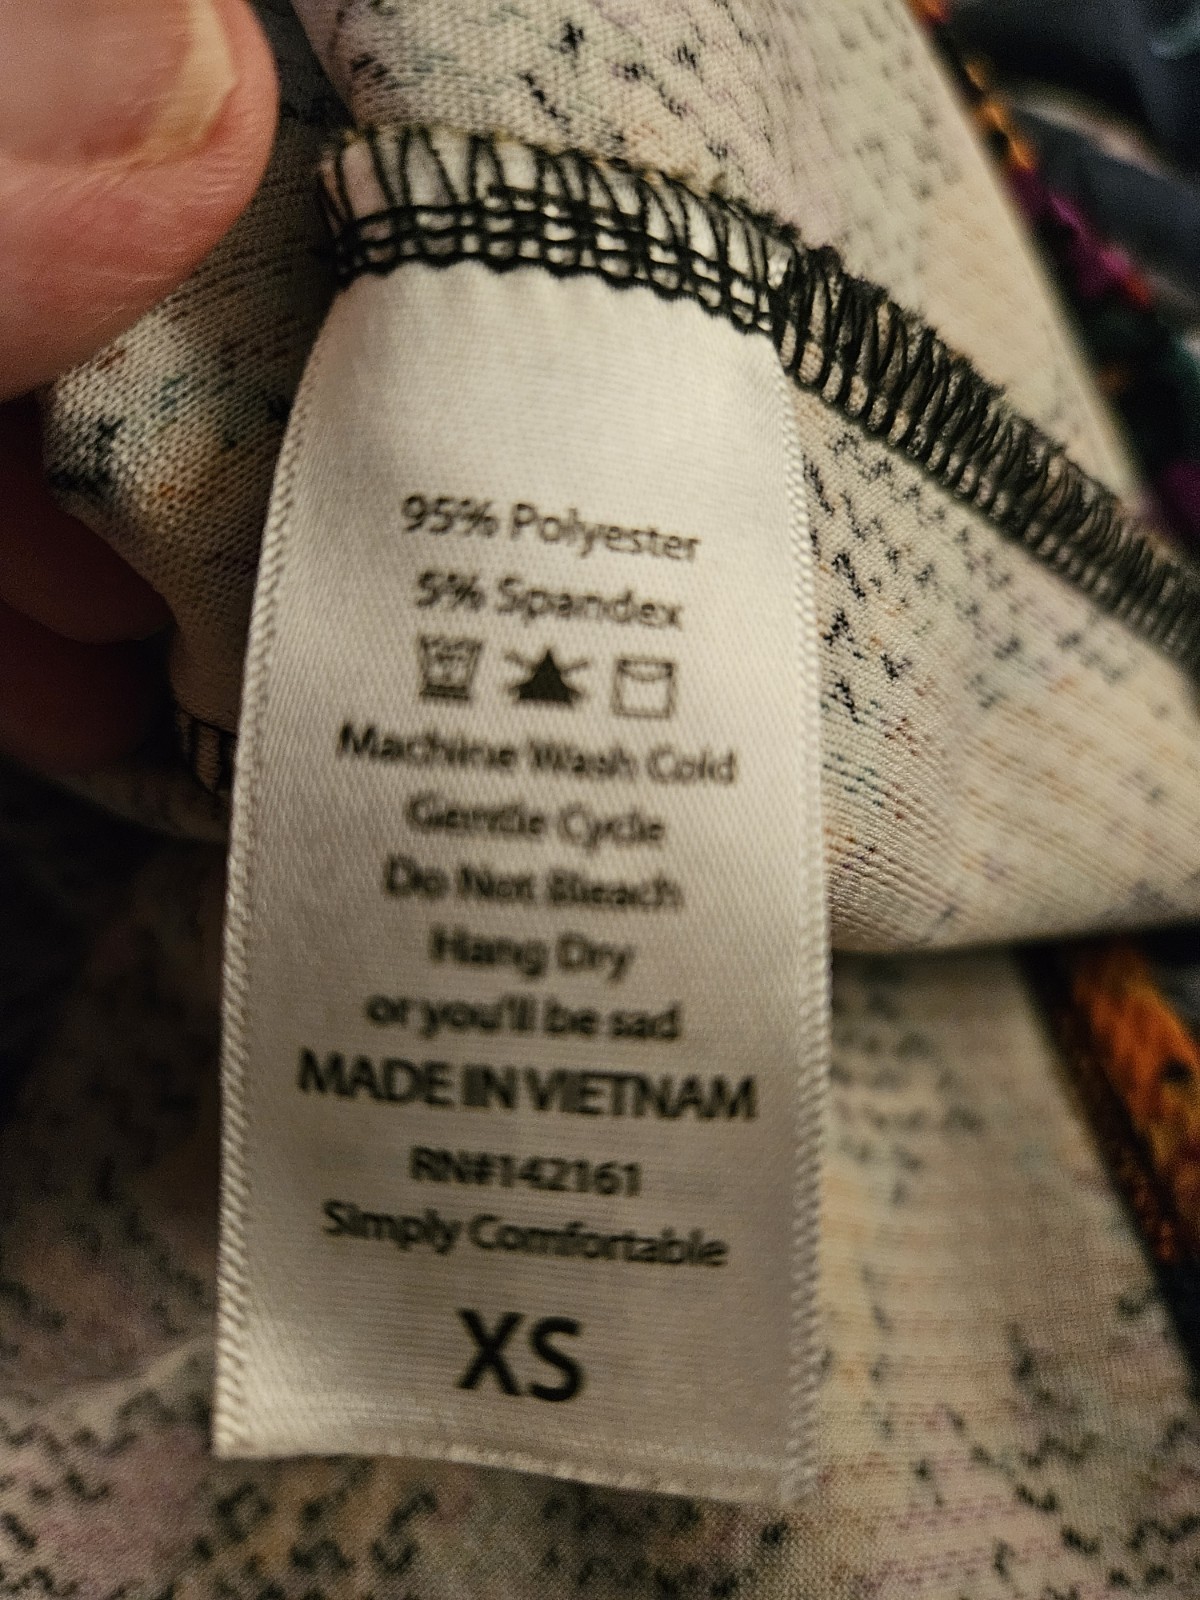 95% Polyester
5% Spandex
Machine Wash Cold
Gentle Cycle
Do Not Bleach
Hang Dry
or you'll be sad
MADE IN VIETNAM
RN#142161
Simply Comfortable
XS